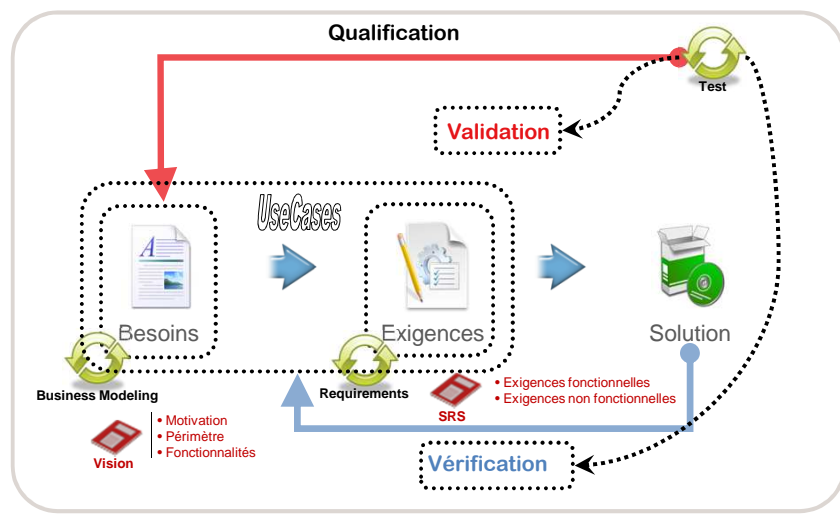 Qualification
Test
Validation
UseCases
A
Besoins
Exigences
Solution
Business Modeling
Requirements
SRS
• Exigences fonctionnelles
• Exigences non fonctionnelles
Vision
• Motivation
• Périmètre
• Fonctionnalités
Vérification